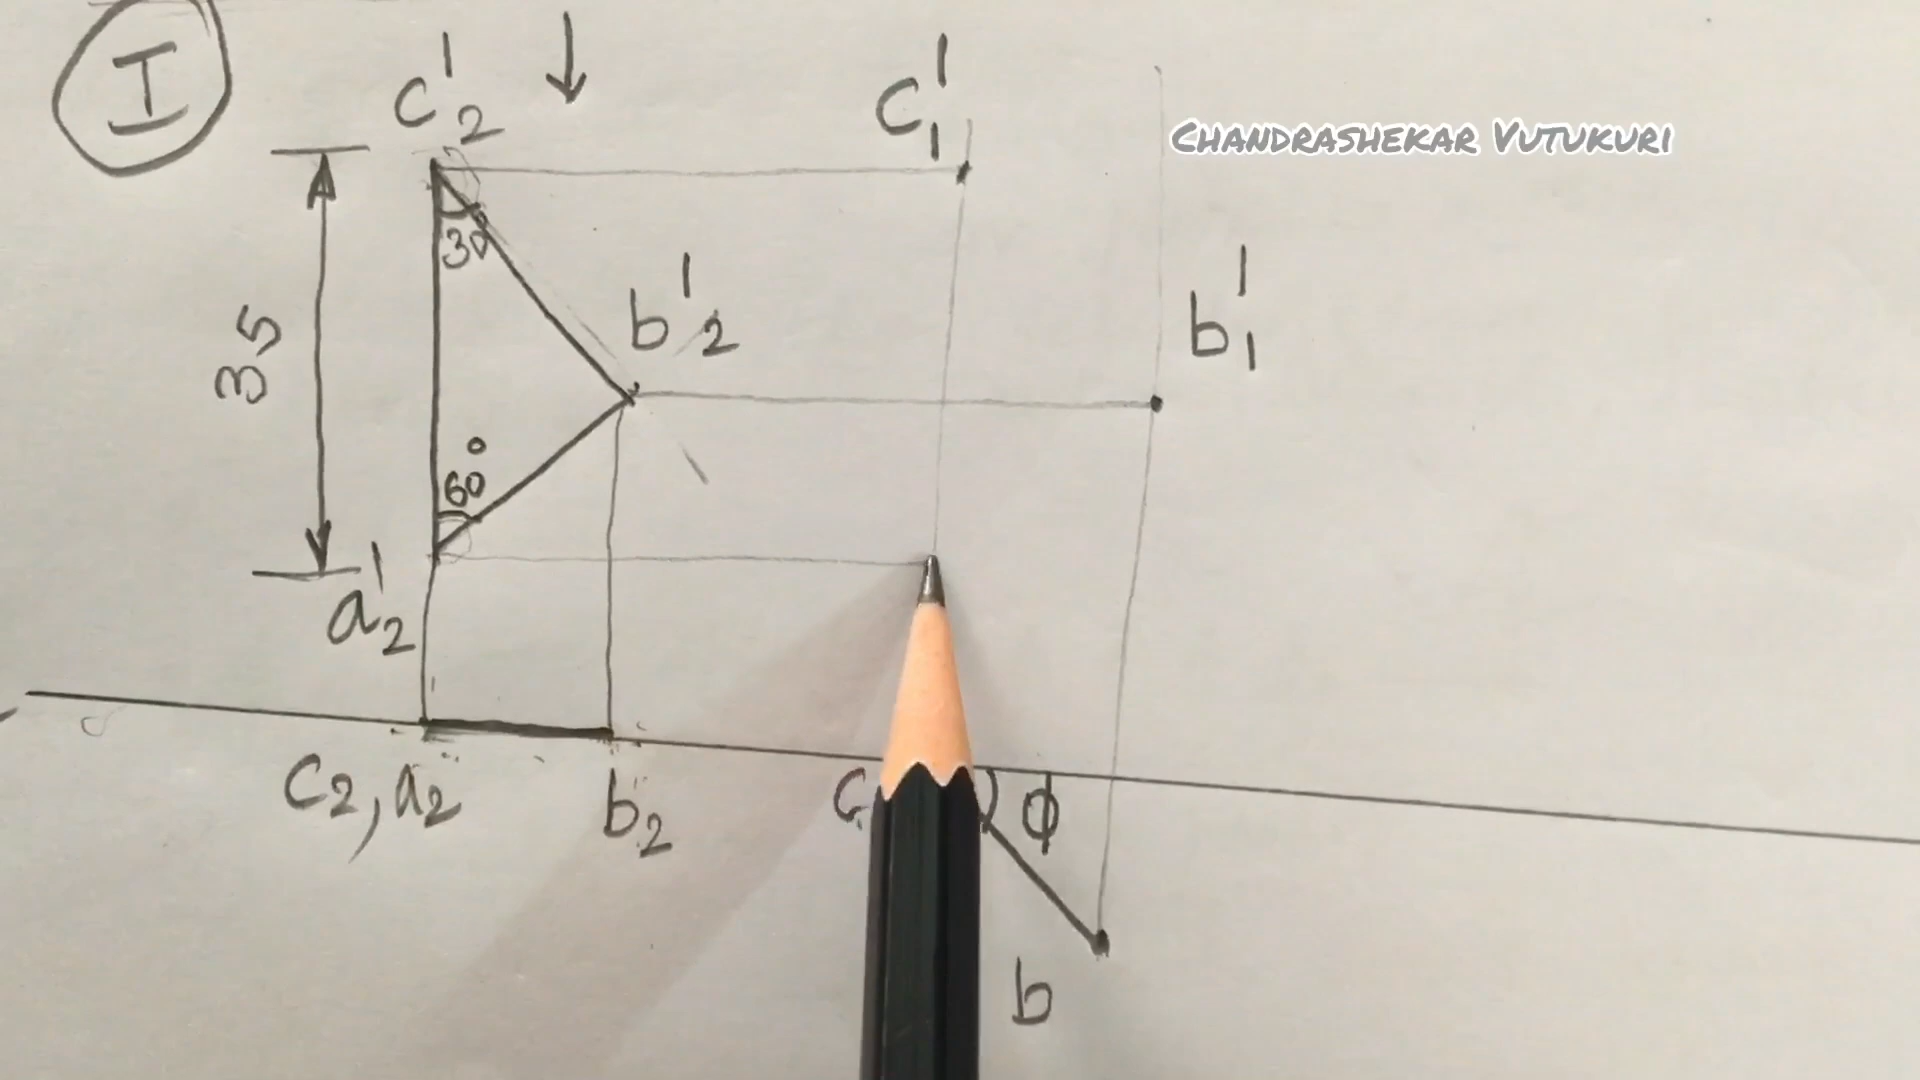 I
c'2
c'1
CHANDRASHEKAR VUTUKURI
30
b'2
b'1
35
60°
a'2
c2, a2
b2
c
ϕ
b